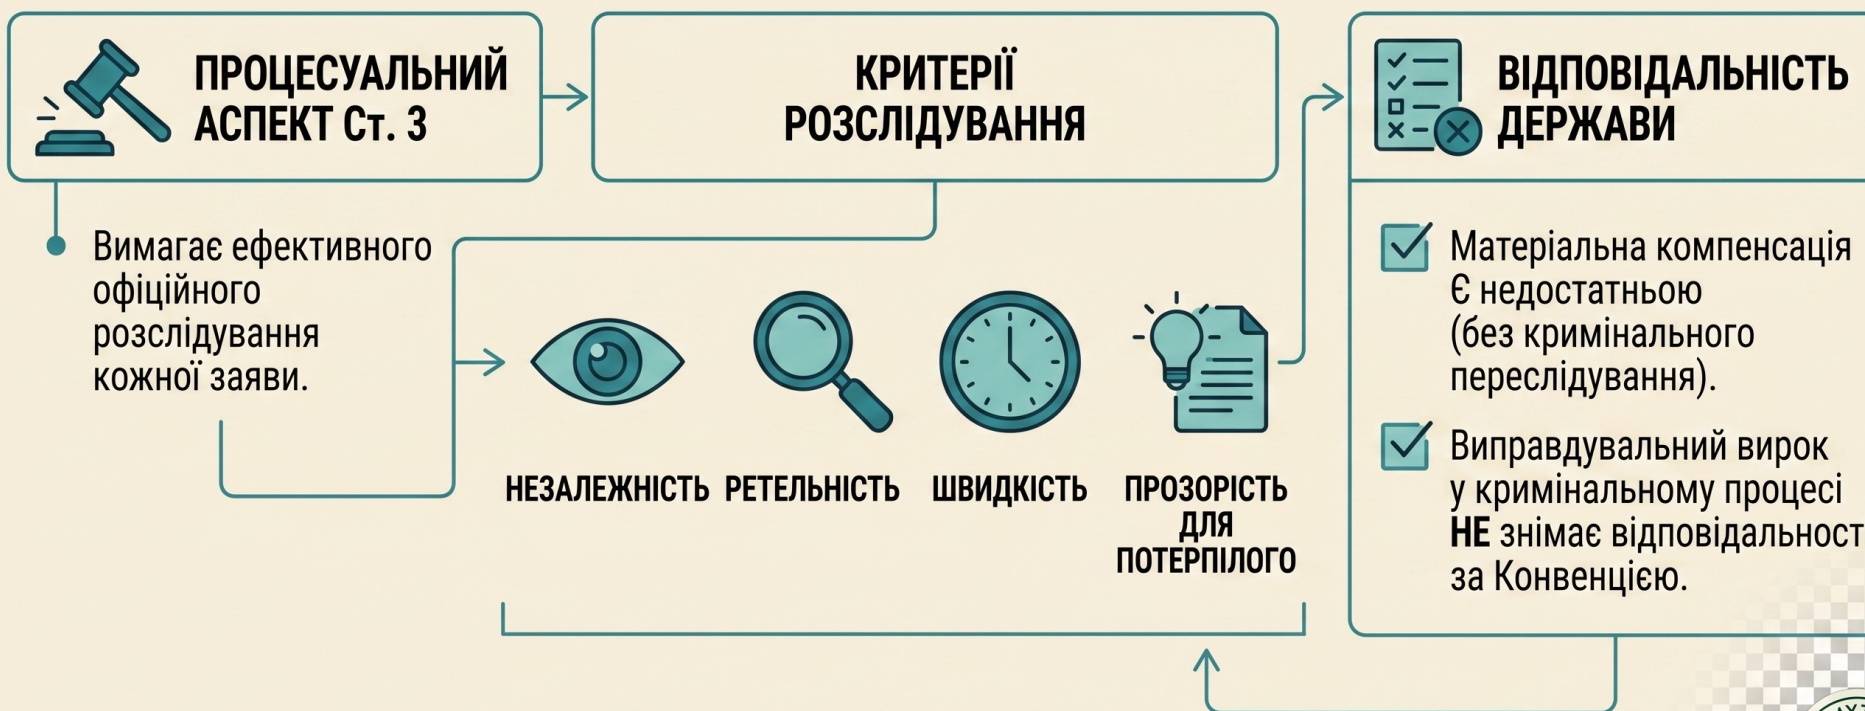 ПРОЦЕСУАЛЬНИЙ
АСПЕКТ Ст. 3
Вимагає ефективного
офіційного
розслідування
кожної заяви.
КРИТЕРІЇ
РОЗСЛІДУВАННЯ
НЕЗАЛЕЖНІСТЬ
РЕТЕЛЬНІСТЬ
ШВИДКІСТЬ
ПРОЗОРІСТЬ
ДЛЯ
ПОТЕРПІЛОГО
ВІДПОВІДАЛЬНІСТЬ
ДЕРЖАВИ
Матеріальна компенсація
Є недостатньою
(без кримінального
переслідування).
Виправдувальний вирок
у кримінальному процесі
НЕ знімає відповідальност
за Конвенцією.